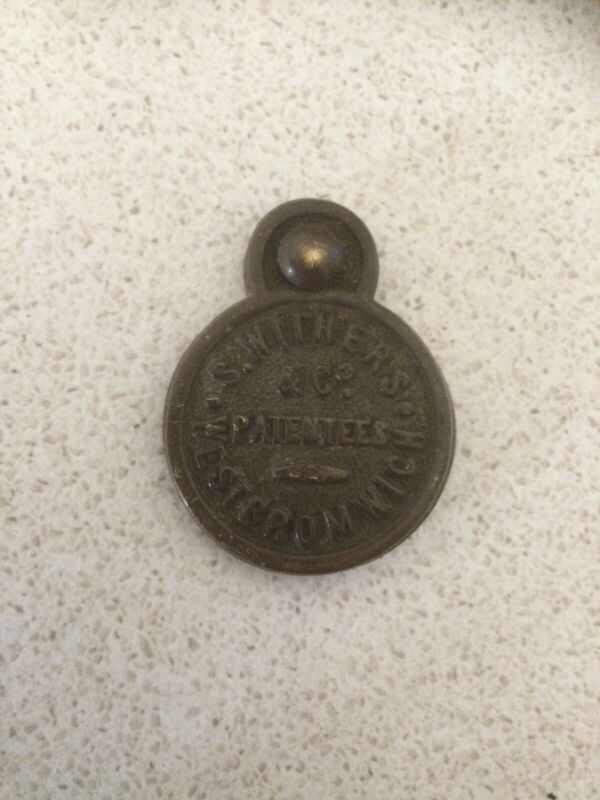 S. WITHERS
& Cº
PATENTEES
WEST BROMWICH